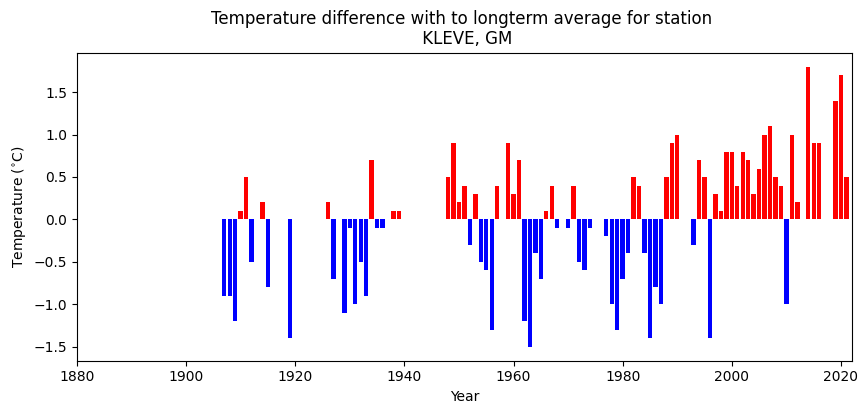 Temperature difference with to longterm average for station
KLEVE, GM
Temperature (°C)
1.5
1.0
0.5
0.0
−0.5
−1.0
−1.5
1880 1900 1920 1940 1960 1980 2000 2020
Year